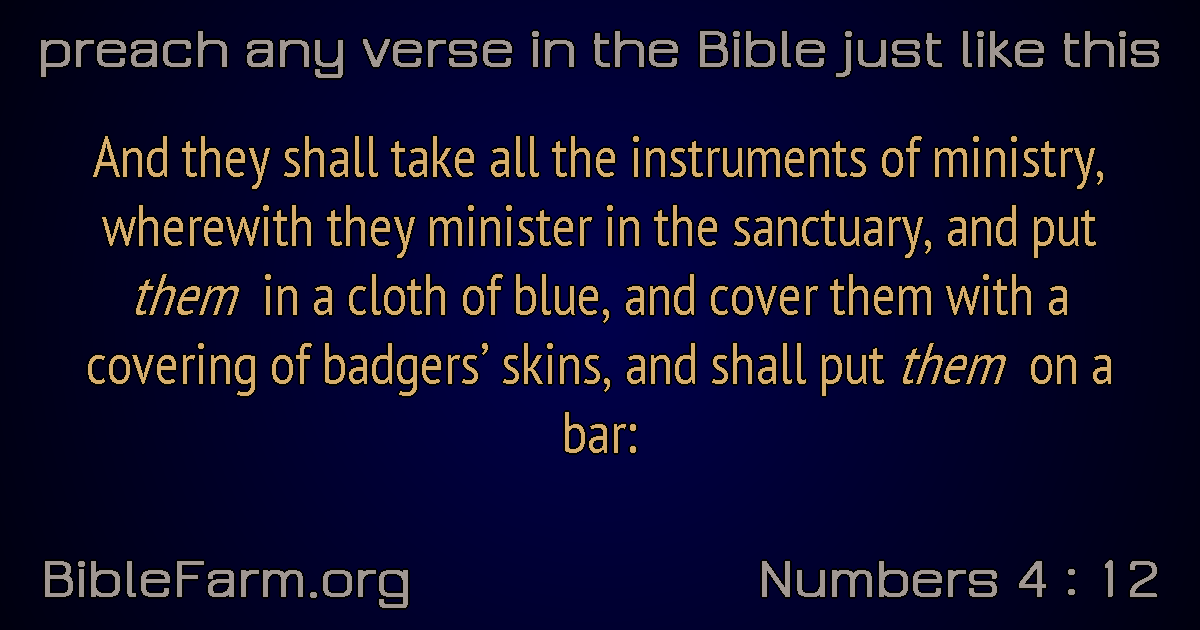 preach any verse in the Bible just like this
And they shall take all the instruments of ministry,
wherewith they minister in the sanctuary, and put
them in a cloth of blue, and cover them with a
covering of badgers’ skins, and shall put them on a
bar:
BibleFarm.org
Numbers 4 : 12